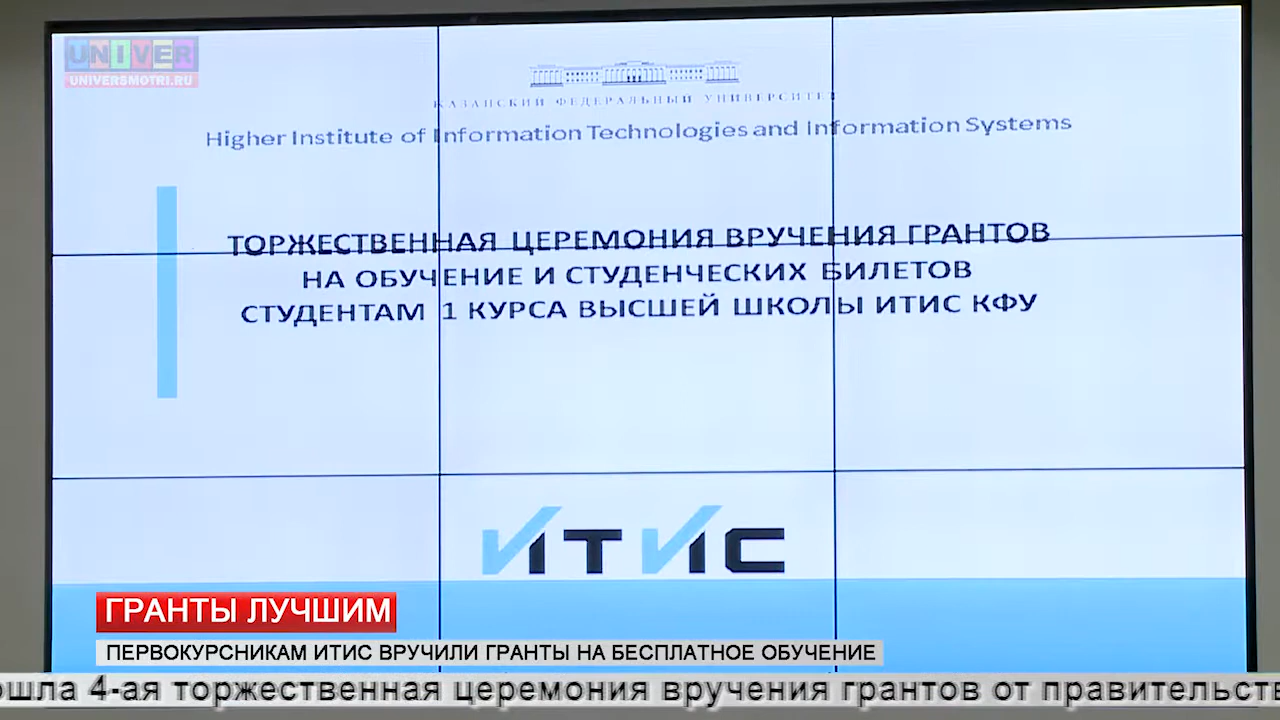 UNIVER
UNIVERSMOTRI.RU
КАЗАНСКИЙ ФЕДЕРАЛЬНЫЙ УНИВЕРСИТЕТ
Higher Institute of Information Technologies and Information Systems
ТОРЖЕСТВЕННАЯ ЦЕРЕМОНИЯ ВРУЧЕНИЯ ГРАНТОВ
НА ОБУЧЕНИЕ И СТУДЕНЧЕСКИХ БИЛЕТОВ
СТУДЕНТАМ 1 КУРСА ВЫСШЕЙ ШКОЛЫ ИТИС КФУ
ИТИС
ГРАНТЫ ЛУЧШИМ
ПЕРВОКУРСНИКАМ ИТИС ВРУЧИЛИ ГРАНТЫ НА БЕСПЛАТНОЕ ОБУЧЕНИЕ
ошла 4-ая торжественная церемония вручения грантов от правительств